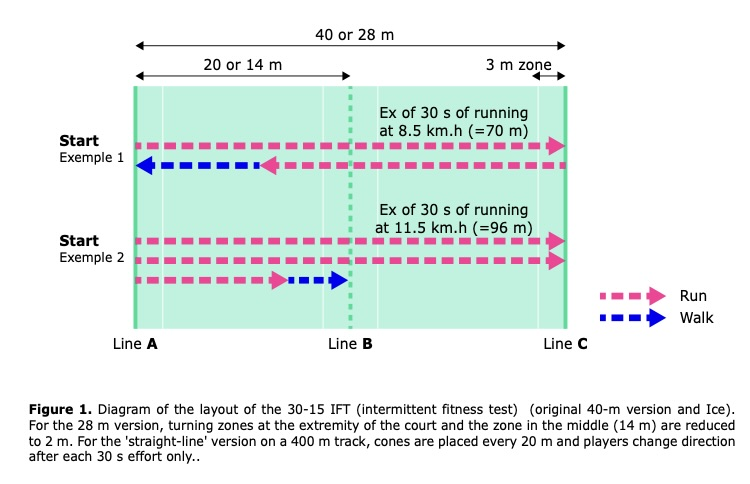 40 or 28 m
20 or 14 m
3 m zone
Ex of 30 s of running
at 8.5 km.h (=70 m)
Start
Exemple 1
Ex of 30 s of running
at 11.5 km.h (=96 m)
Start
Exemple 2
Run
Walk
Line A
Line B
Line C
Figure 1. Diagram of the layout of the 30-15 IFT (intermittent fitness test) (original 40-m version and Ice).
For the 28 m version, turning zones at the extremity of the court and the zone in the middle (14 m) are reduced
to 2 m. For the 'straight-line' version on a 400 m track, cones are placed every 20 m and players change direction
after each 30 s effort only..